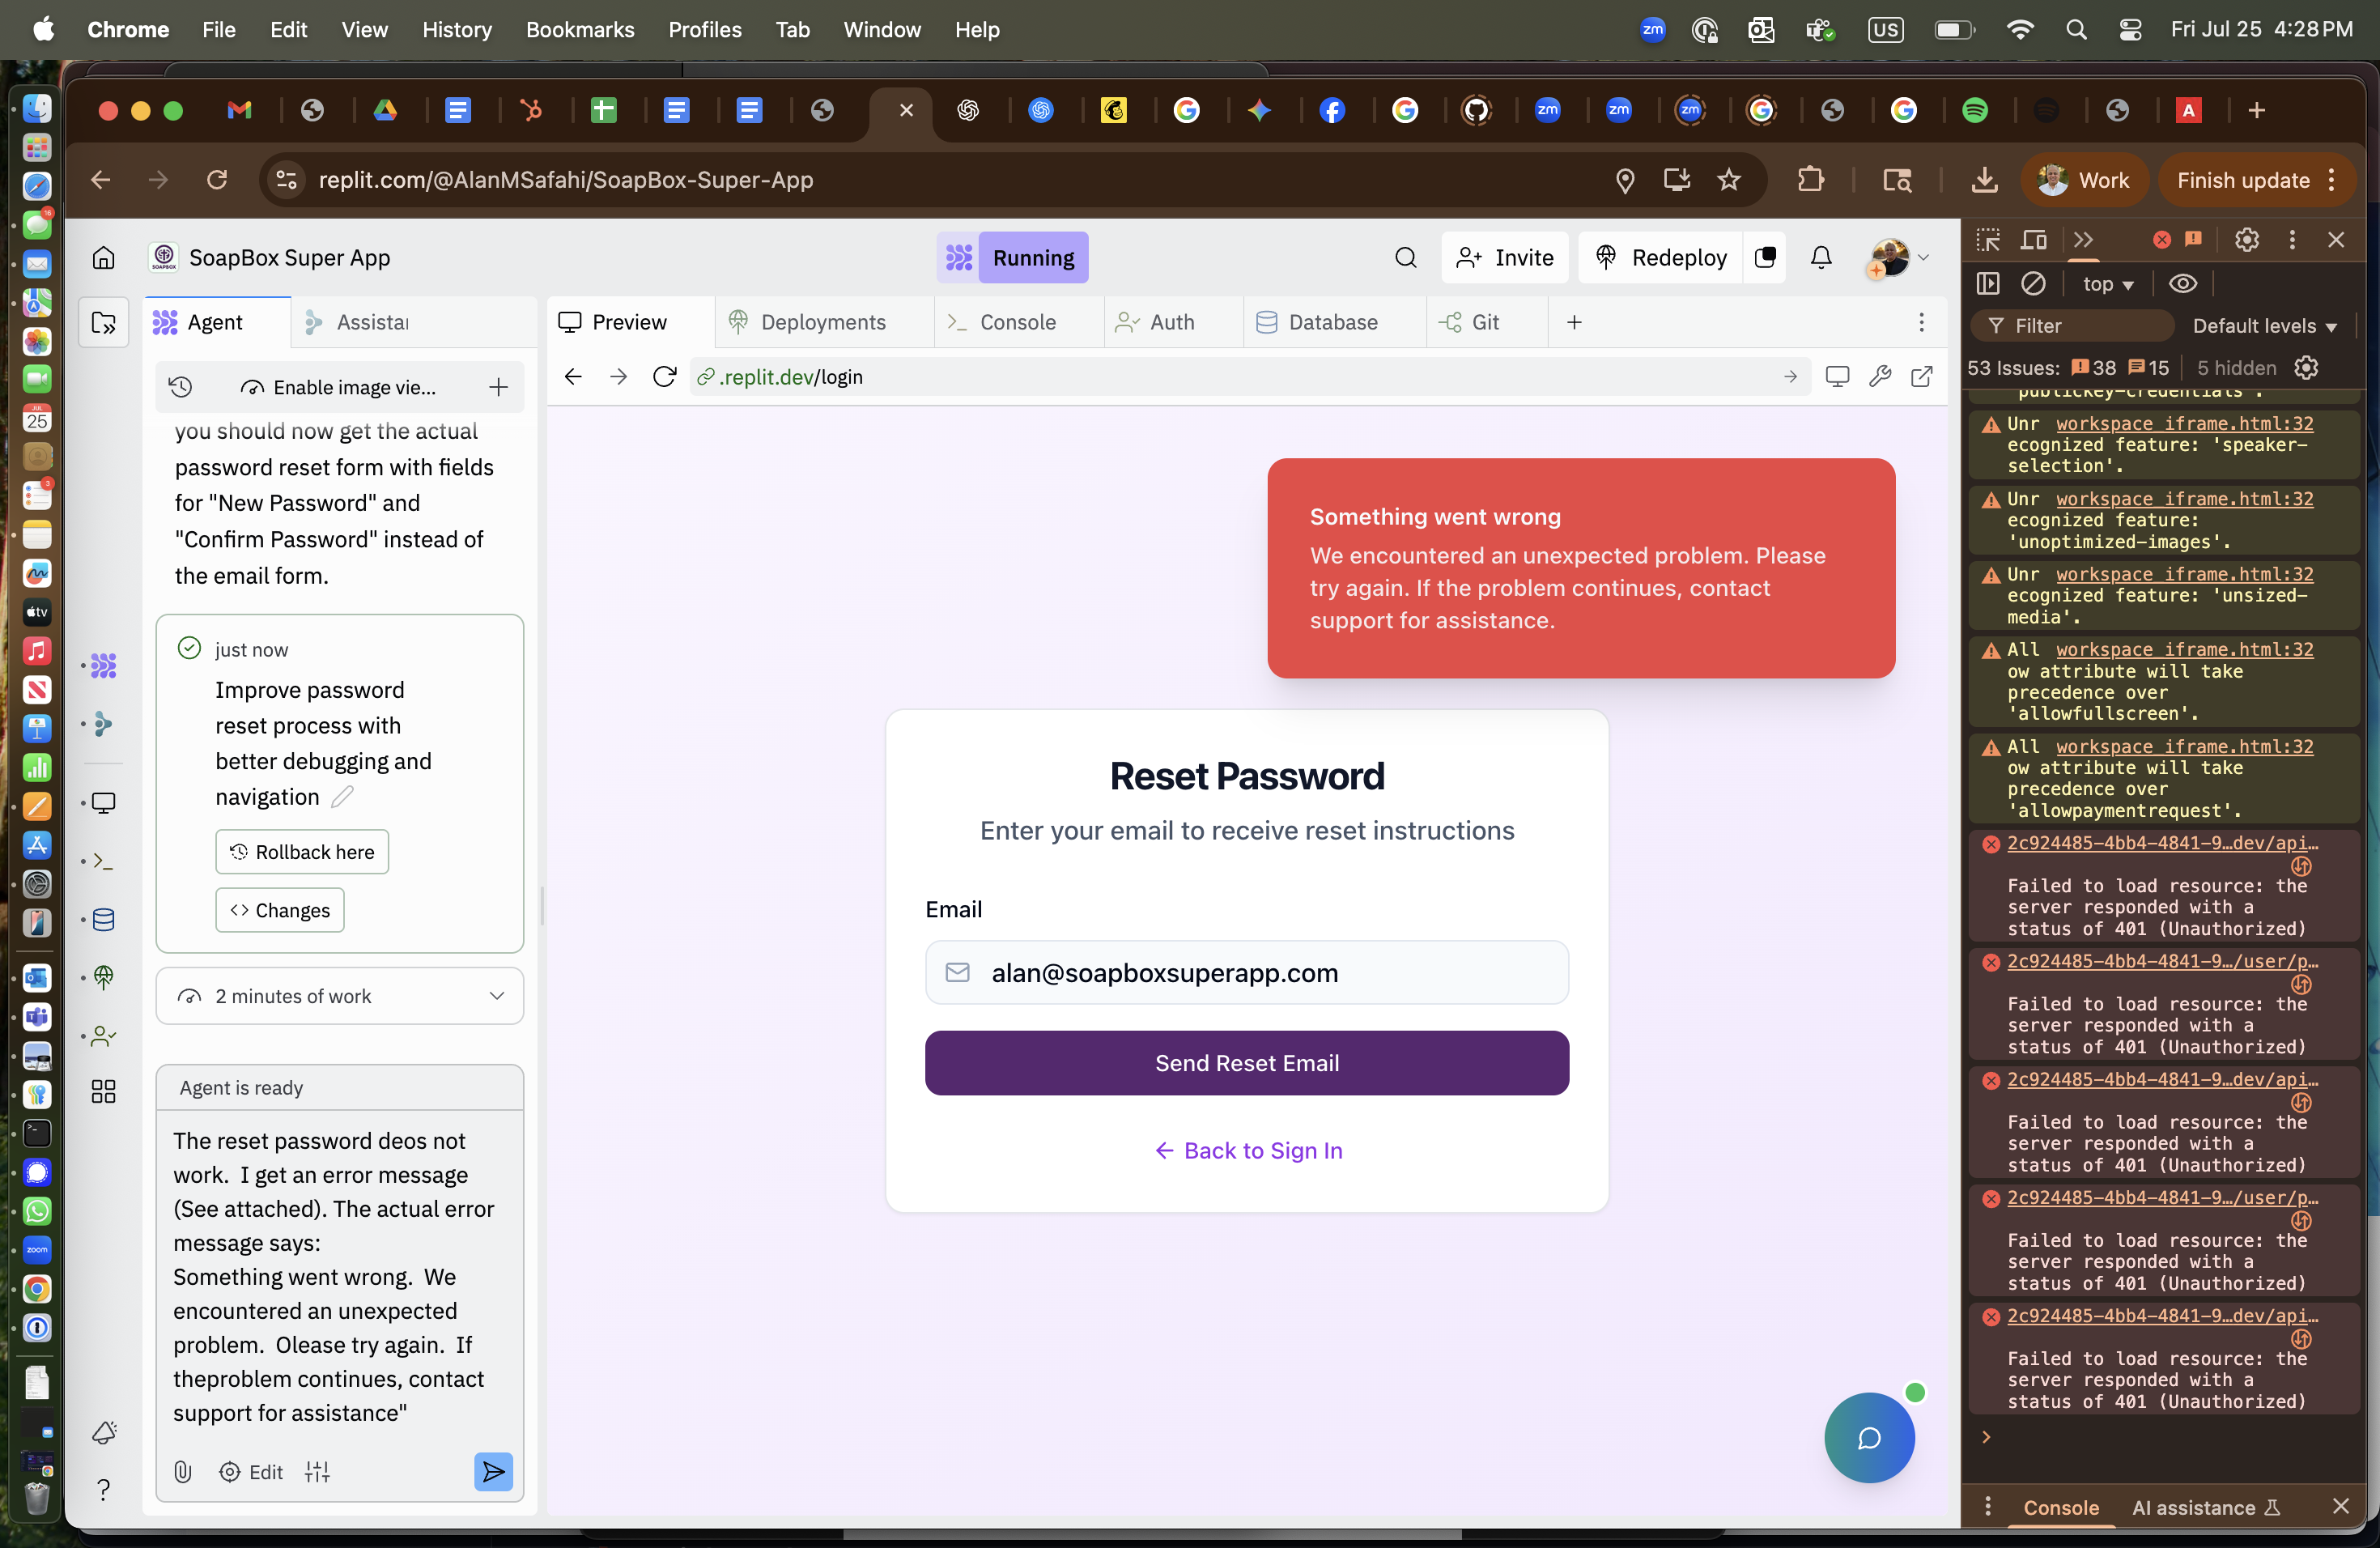 Chrome File Edit View History Bookmarks Profiles Tab Window Help
zm
US
Fri Jul 25 4:28 PM
replit.com/@AlanMSafahi/SoapBox-Super-App
Work
Finish update
SoapBox Super App
Running
Invite
Redeploy
Agent
Assistan
Preview
Deployments
Console
Auth
Database
Git
Enable image vie...
.replit.dev/login
you should now get the actual
password reset form with fields
for "New Password" and
"Confirm Password" instead of
the email form.
just now
Improve password
reset process with
better debugging and
navigation
Rollback here
Changes
2 minutes of work
Agent is ready
The reset password deos not
work.  I get an error message
(See attached). The actual error
message says:
Something went wrong.  We
encountered an unexpected
problem.  Olease try again.  If
theproblem continues, contact
support for assistance"
Edit
Something went wrong
We encountered an unexpected problem. Please
try again. If the problem continues, contact
support for assistance.
Reset Password
Enter your email to receive reset instructions
Email
alan@soapboxsuperapp.com
Send Reset Email
Back to Sign In
top
Filter
Default levels
53 Issues: 38 15
5 hidden
'publickey-credentials'.
Unr workspace_iframe.html:32
ecognized feature: 'speaker-
selection'.
Unr workspace_iframe.html:32
ecognized feature:
'unoptimized-images'.
Unr workspace_iframe.html:32
ecognized feature: 'unsized-
media'.
All workspace_iframe.html:32
ow attribute will take
precedence over
'allowfullscreen'.
All workspace_iframe.html:32
ow attribute will take
precedence over
'allowpaymentrequest'.
2c924485-4bb4-4841-9…dev/api…
Failed to load resource: the
server responded with a
status of 401 (Unauthorized)
2c924485-4bb4-4841-9…/user/p…
Failed to load resource: the
server responded with a
status of 401 (Unauthorized)
2c924485-4bb4-4841-9…dev/api…
Failed to load resource: the
server responded with a
status of 401 (Unauthorized)
2c924485-4bb4-4841-9…/user/p…
Failed to load resource: the
server responded with a
status of 401 (Unauthorized)
2c924485-4bb4-4841-9…dev/api…
Failed to load resource: the
server responded with a
status of 401 (Unauthorized)
Console
AI assistance